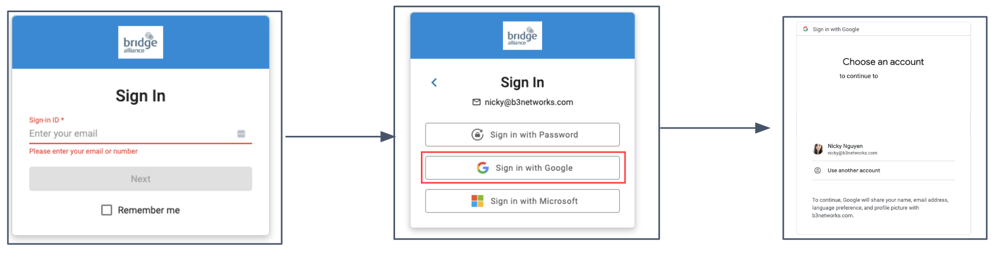 bridge
alliance
Sign In
Sign-in ID *
Enter your email
Please enter your email or number
Next
Remember me
bridge
alliance
Sign In
nicky@b3networks.com
Sign in with Password
Sign in with Google
Sign in with Microsoft
Sign in with Google
Choose an account
to continue to
Nicky Nguyen
nicky@b3networks.com
Use another account
To continue, Google will share your name, email address,
language preference, and profile picture with
b3networks.com.